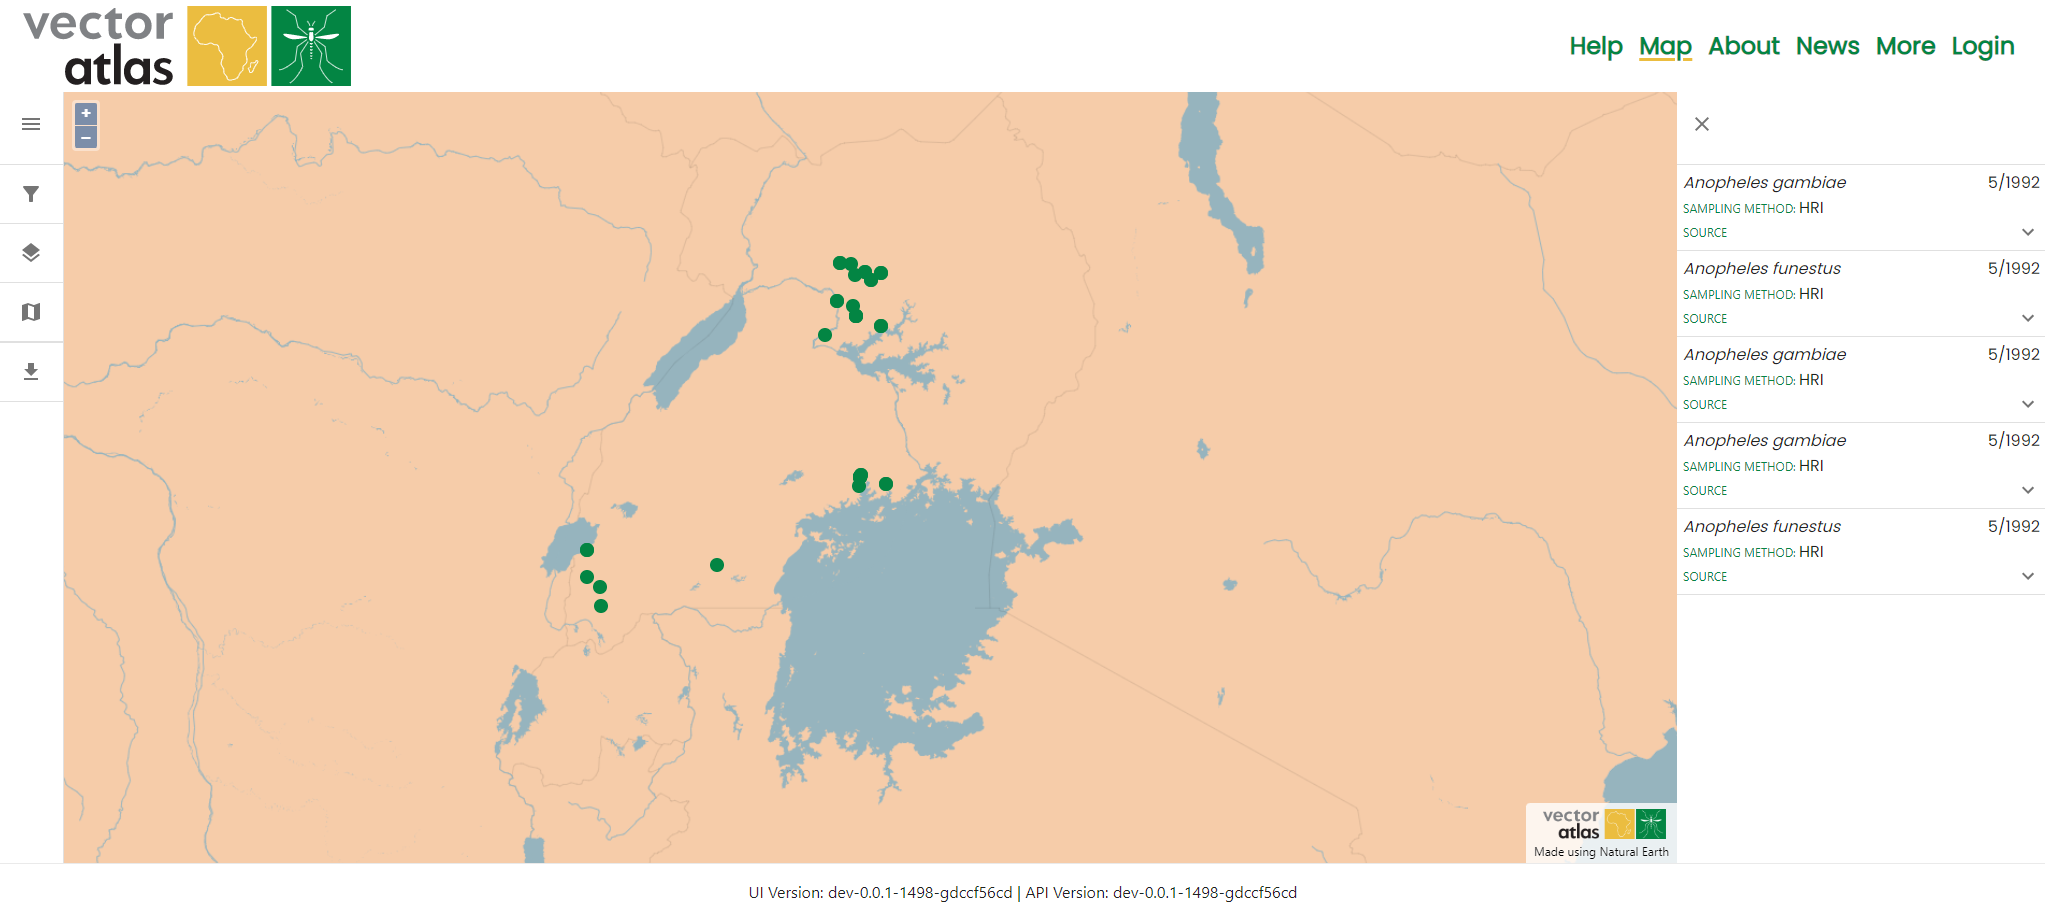 vector
atlas
Help Map About News More Login
+
−
Anopheles gambiae 5/1992
SAMPLING METHOD: HRI
SOURCE
Anopheles funestus 5/1992
SAMPLING METHOD: HRI
SOURCE
Anopheles gambiae 5/1992
SAMPLING METHOD: HRI
SOURCE
Anopheles gambiae 5/1992
SAMPLING METHOD: HRI
SOURCE
Anopheles funestus 5/1992
SAMPLING METHOD: HRI
SOURCE
vector
atlas
Made using Natural Earth
UI Version: dev-0.0.1-1498-gdccf56cd | API Version: dev-0.0.1-1498-gdccf56cd